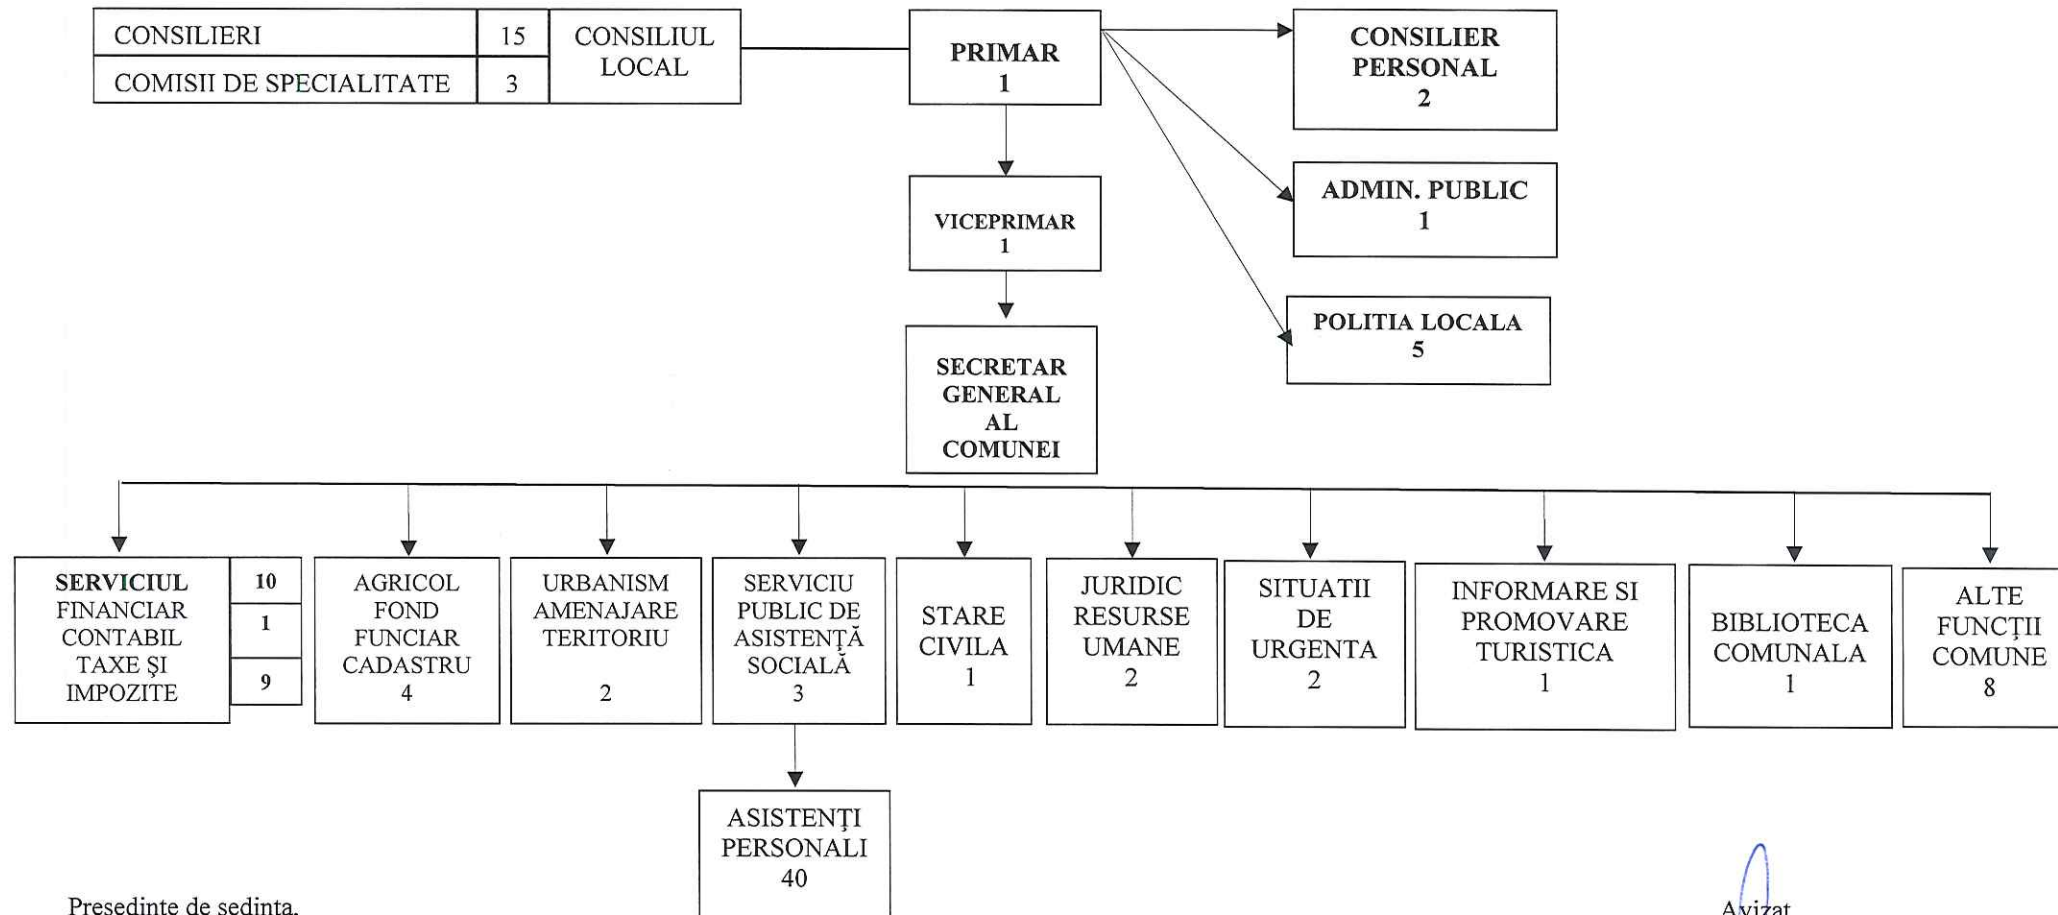 CONSILIERI 15
COMISII DE SPECIALITATE 3
CONSILIUL
LOCAL
PRIMAR
1
CONSILIER
PERSONAL
2
ADMIN. PUBLIC
1
VICEPRIMAR
1
POLITIA LOCALA
5
SECRETAR
GENERAL
AL
COMUNEI
SERVICIUL
FINANCIAR
CONTABIL
TAXE ŞI
IMPOZITE
10
1
9
AGRICOL
FOND
FUNCIAR
CADASTRU
4
URBANISM
AMENAJARE
TERITORIU
2
SERVICIU
PUBLIC DE
ASISTENŢĂ
SOCIALĂ
3
STARE
CIVILA
1
JURIDIC
RESURSE
UMANE
2
SITUATII
DE
URGENTA
2
INFORMARE SI
PROMOVARE
TURISTICA
1
BIBLIOTECA
COMUNALA
1
ALTE
FUNCŢII
COMUNE
8
ASISTENŢI
PERSONALI
40
Presedinte de sedinta,
Avizat